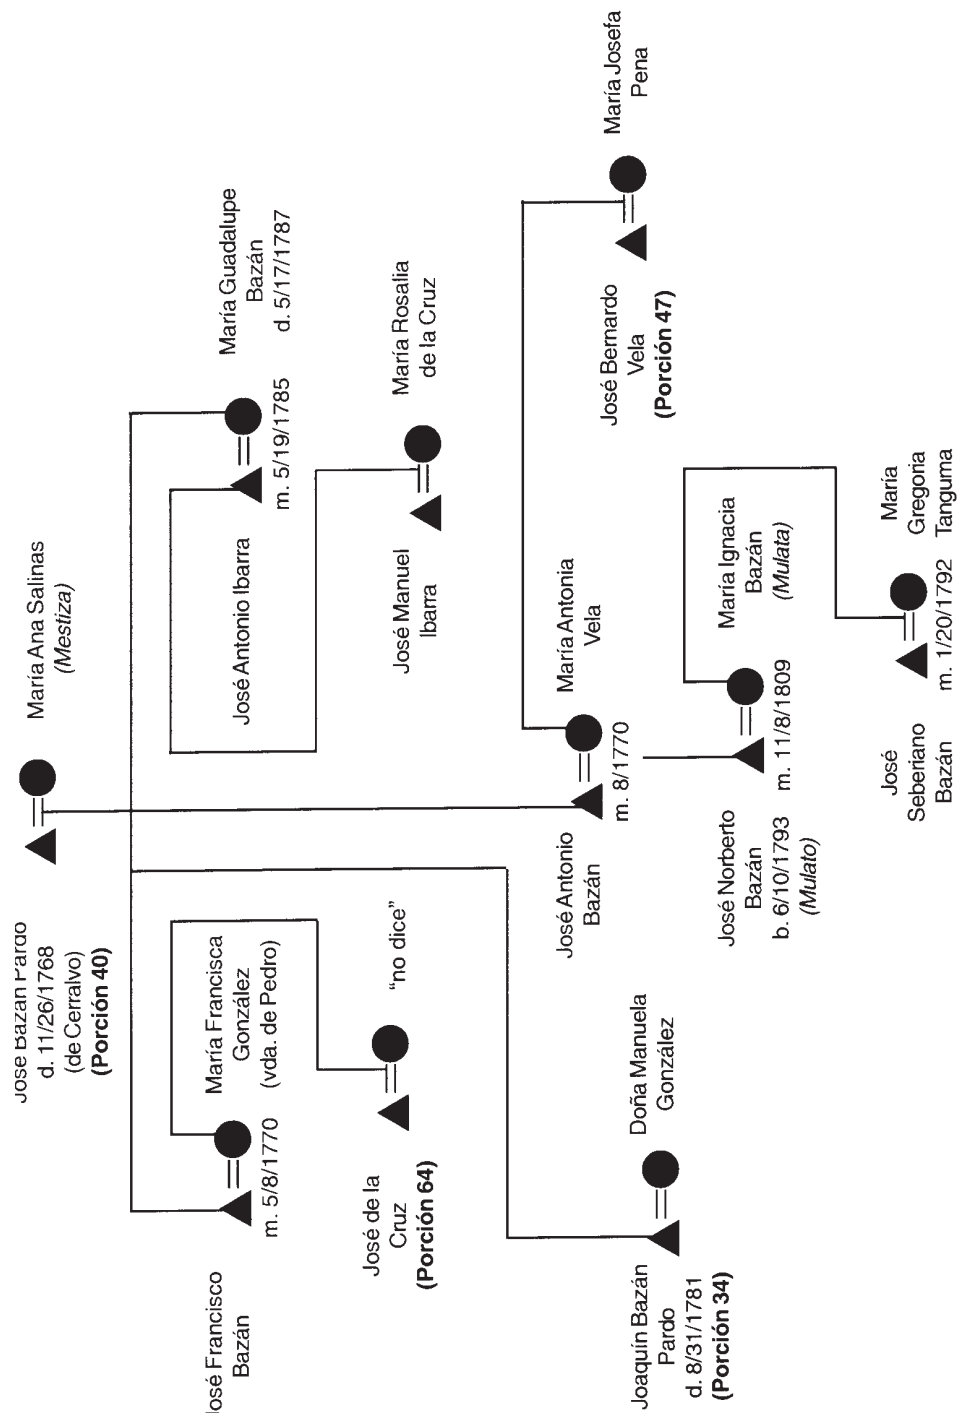 José Bazán Pardo
d. 11/26/1768
(de Cerralvo)
(Porción 40)
María Ana Salinas
(Mestiza)
José Francisco
Bazán
María Francisca
González
(vda. de Pedro)
m. 5/8/1770
José Antonio Ibarra
María Guadalupe
Bazán
d. 5/17/1787
m. 5/19/1785
José de la
Cruz
(Porción 64)
“no dice”
José Manuel
Ibarra
María Rosalia
de la Cruz
Joaquín Bazán
Pardo
d. 8/31/1781
(Porción 34)
Doña Manuela
González
José Antonio
Bazán
María Antonia
Vela
m. 8/1770
José Bernardo
Vela
(Porción 47)
María Josefa
Pena
José Norberto
Bazán
b. 6/10/1793
(Mulato)
m. 11/8/1809
María Ignacia
Bazán
(Mulata)
José
Seberiano
Bazán
m. 1/20/1792
María
Gregoria
Tanguma